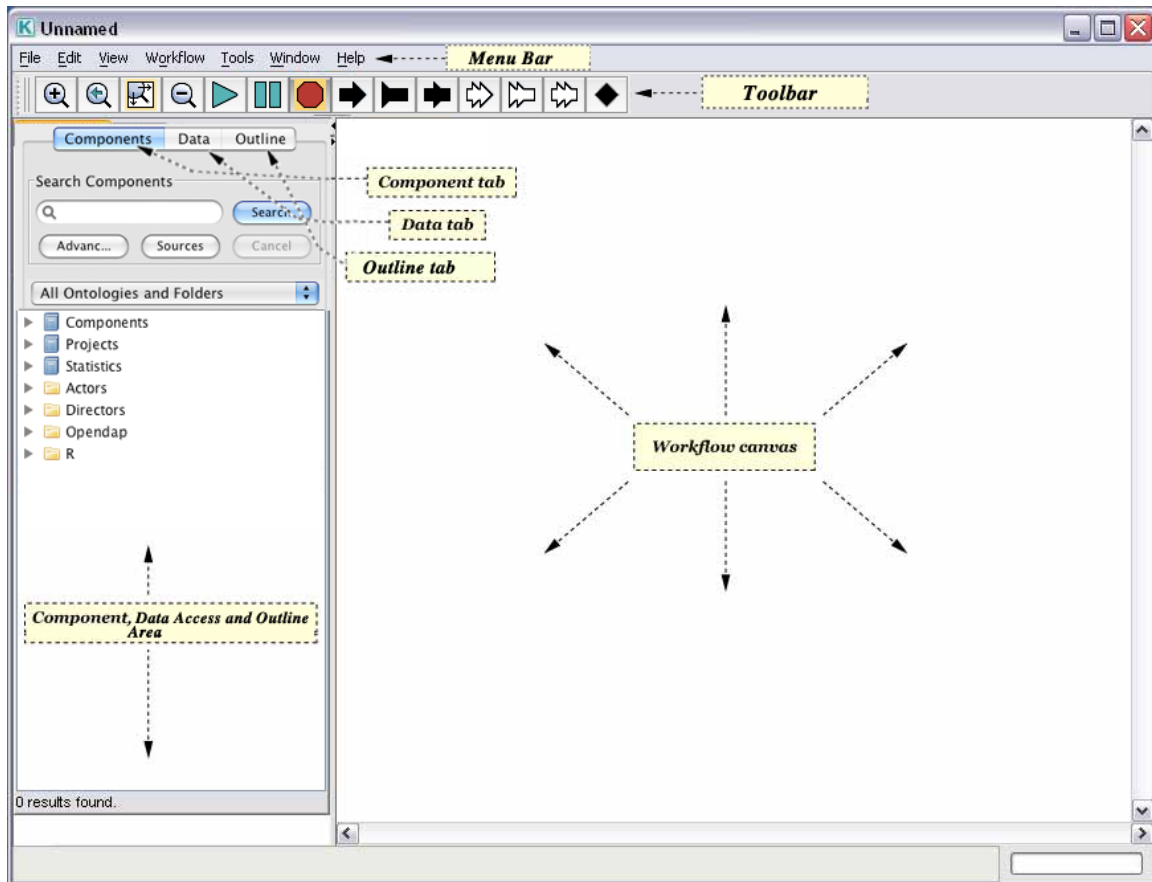 K Unnamed
File Edit View Workflow Tools Window Help
Menu Bar
Toolbar
Components Data Outline
Search Components
Component tab
Search
Data tab
Advanc... Sources Cancel
Outline tab
All Ontologies and Folders
Components
Projects
Statistics
Actors
Directors
Opendap
R
Workflow canvas
Component, Data Access and Outline
Area
0 results found.